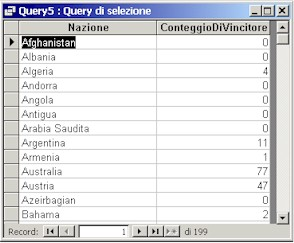 Query5 : Query di selezione
Nazione ConteggioDiVincitore
Afghanistan 0
Albania 0
Algeria 4
Andorra 0
Angola 0
Antigua 0
Arabia Saudita 0
Argentina 11
Armenia 1
Australia 77
Austria 47
Azeirbagian 0
Bahama 2
Record: 1 di 199